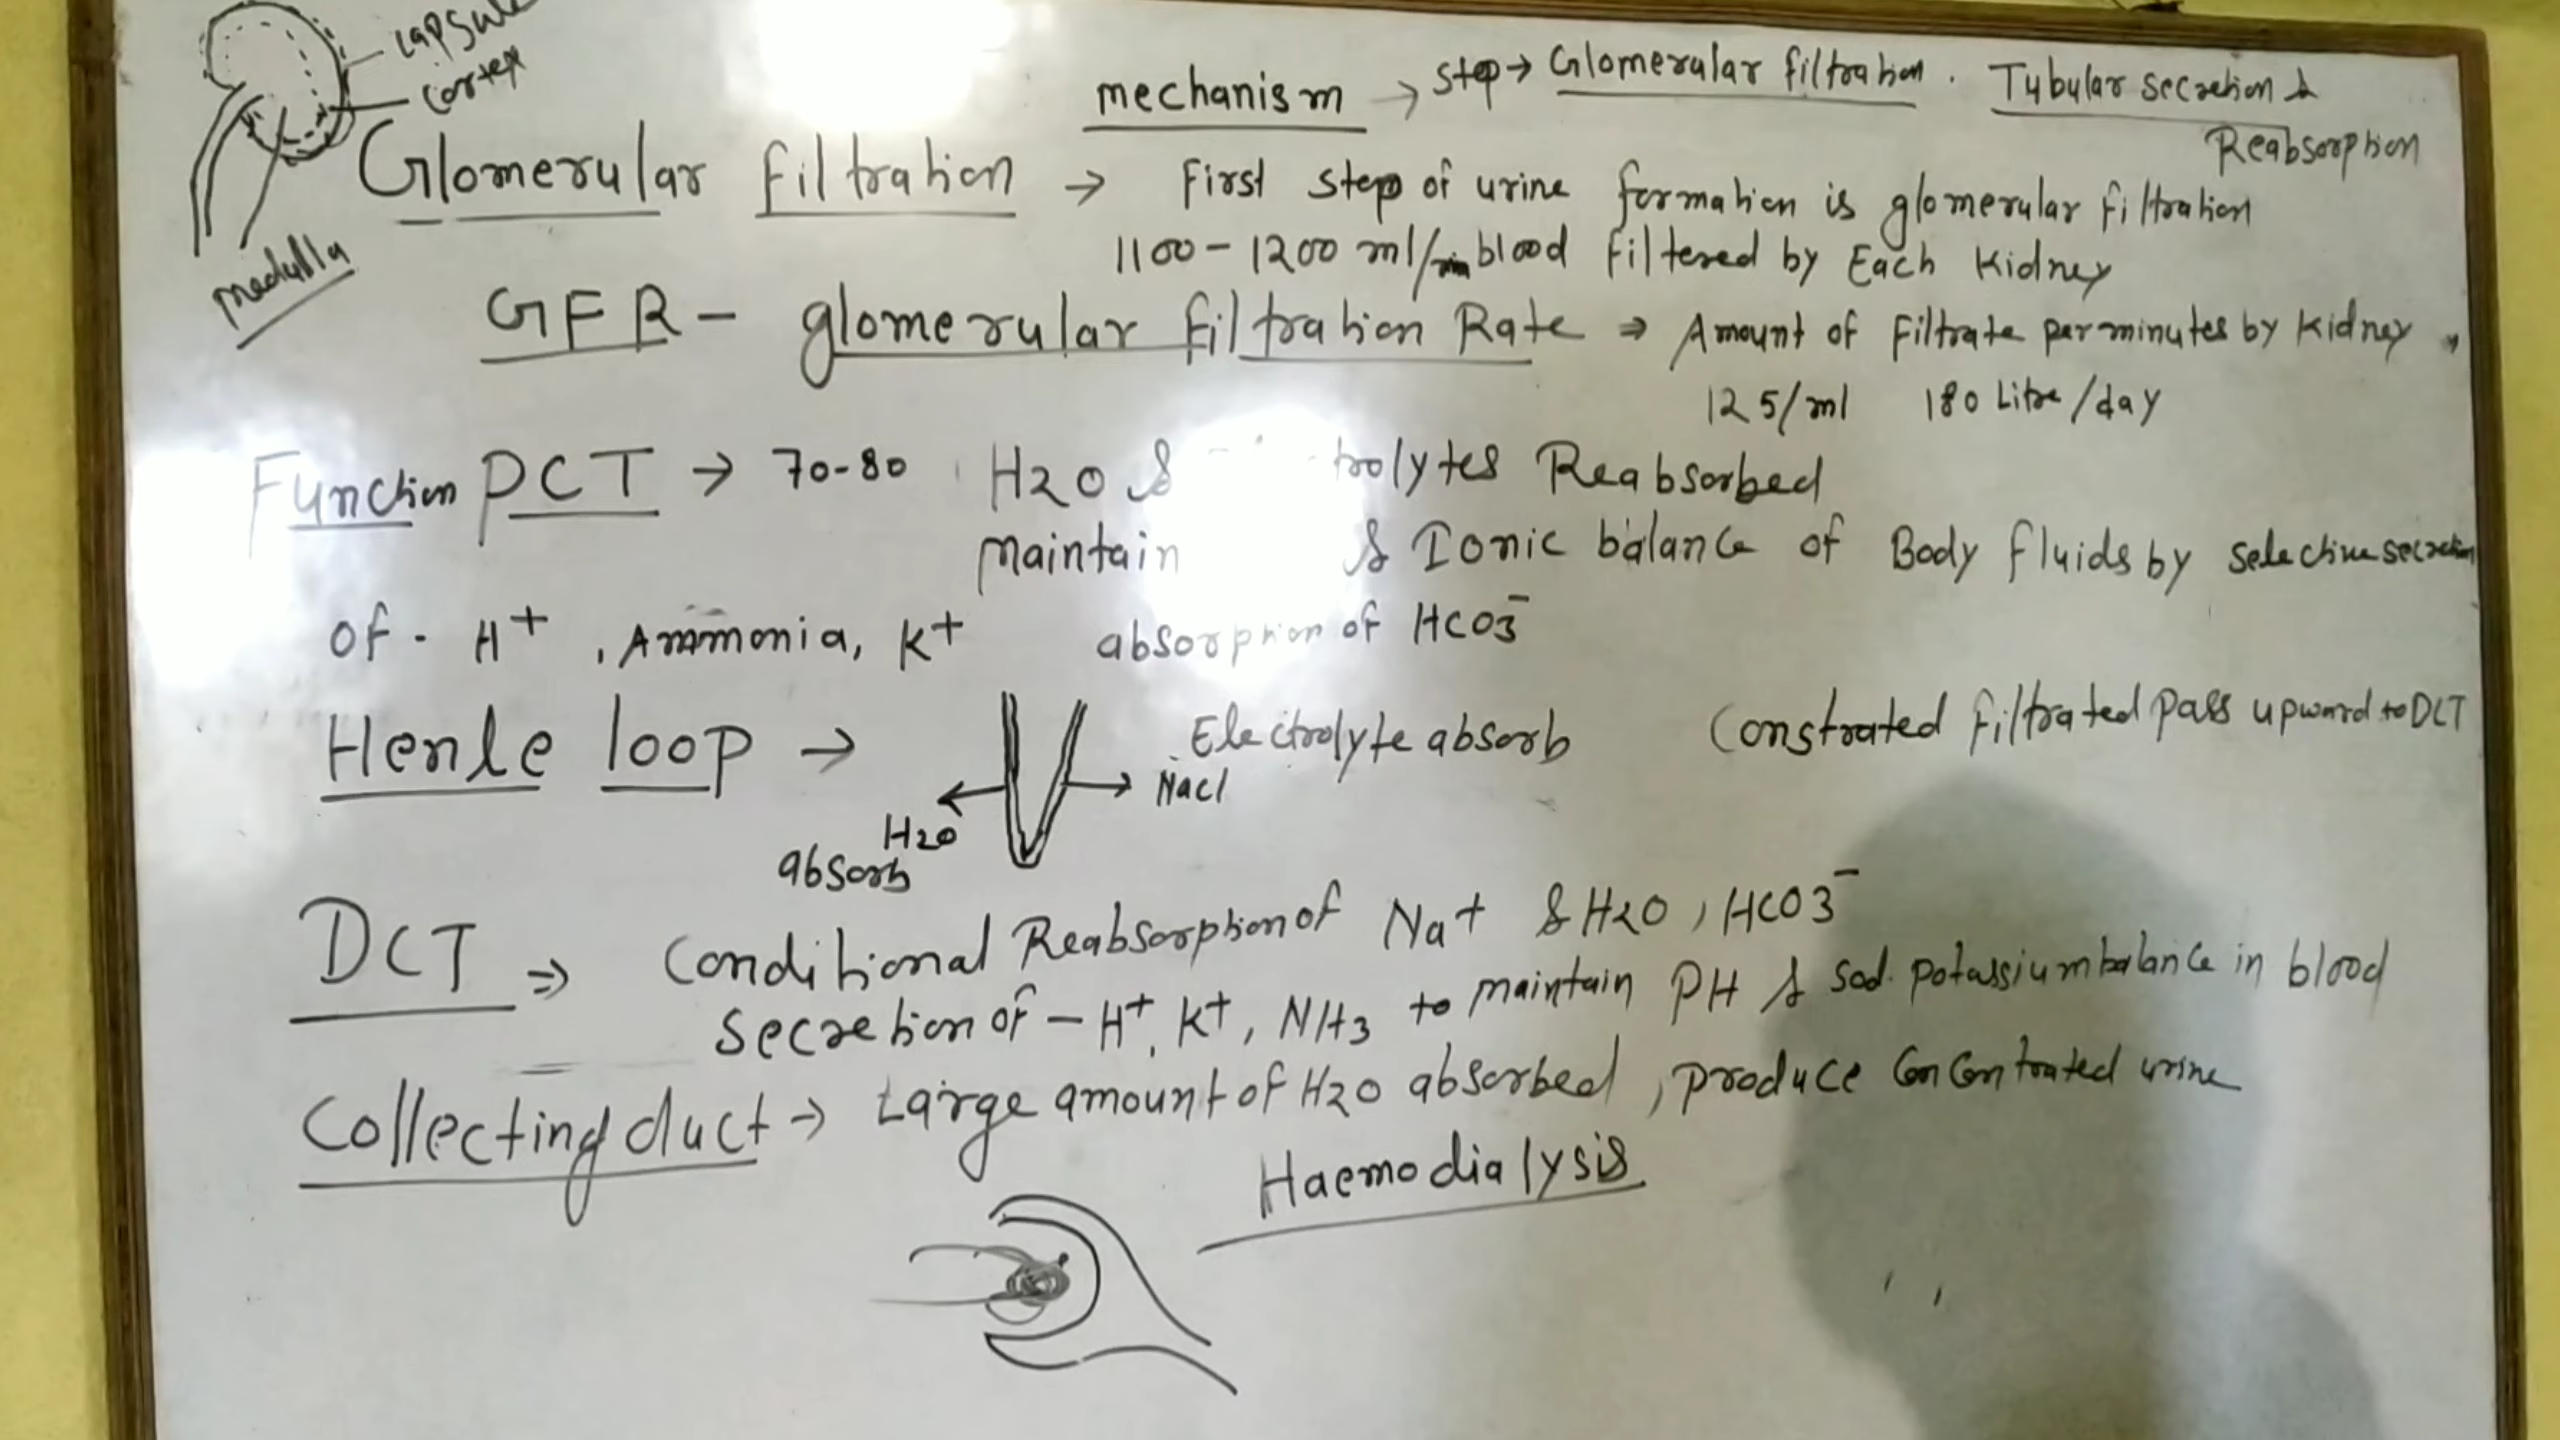 capsule
cortex
medulla
mechanism → step → Glomerular filtration . Tubular secretion &
Reabsorption
Glomerular filtration → First step of urine formation is glomerular filtration
1100-1200 ml/min blood filtered by Each Kidney
GFR - glomerular filtration Rate ⇒ Amount of filtrate per minutes by Kidney
125/ml 180 Litre/day
Function PCT → 70-80 H2O & trolytes Reabsorbed
maintain & Ionic balance of Body fluids by selective secretion
of - H+ , Ammonia, K+ absorption of HCO3-
Henle loop → Electrolyte absorb Constrated filtrated pass upward to DCT
NaCl
H2O
absorb
DCT ⇒ Conditional Reabsorption of Na+ & H2O , HCO3-
Secretion of - H+, K+, NH3 to maintain PH & Sod. potassium balance in blood
Collecting duct → Large amount of H2O absorbed, produce Concontrated urine
Haemodialysis